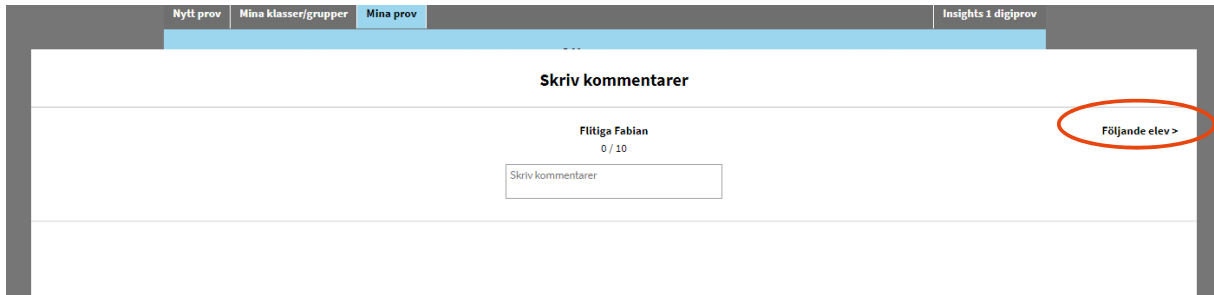 Nytt prov Mina klasser/grupper Mina prov Insights 1 digiprov
Skriv kommentarer
Flitiga Fabian Följande elev >
0 / 10
Skriv kommentarer